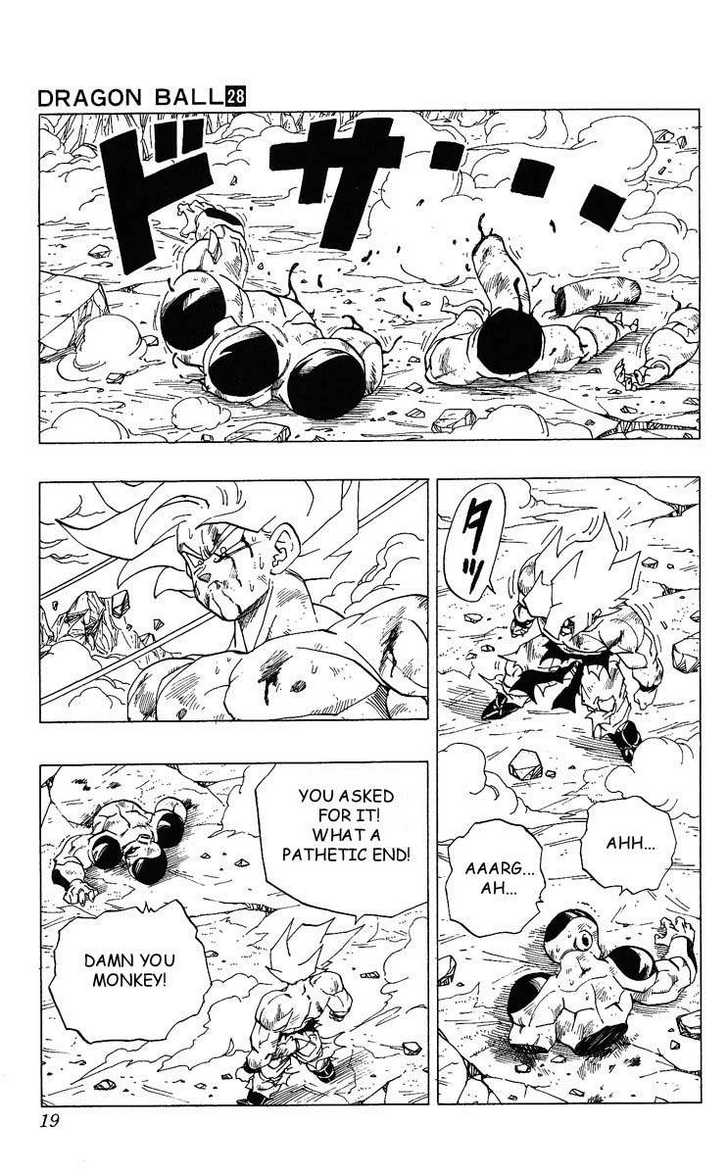 DRAGON BALL 28
ドサ・・・・
タッ
AHH...
AAARG...
AH...
YOU ASKED
FOR IT!
WHAT A
PATHETIC END!
DAMN YOU
MONKEY!
19